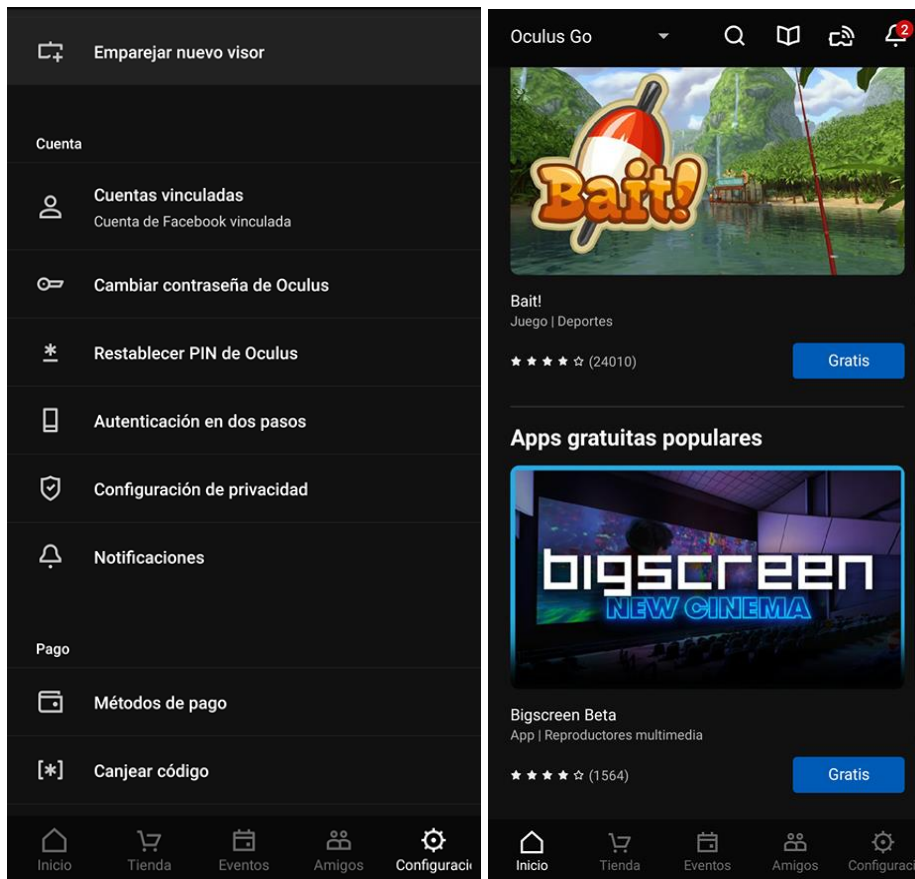 Emparejar nuevo visor
Cuenta
Cuentas vinculadas
Cuenta de Facebook vinculada
Cambiar contraseña de Oculus
Restablecer PIN de Oculus
Autenticación en dos pasos
Configuración de privacidad
Notificaciones
Pago
Métodos de pago
[*] Canjear código
Inicio Tienda Eventos Amigos Configuraci
Oculus Go 2
Bait!
Bait!
Juego | Deportes
(24010) Gratis
Apps gratuitas populares
bigscreen
NEW CINEMA
Bigscreen Beta
App | Reproductores multimedia
(1564) Gratis
Inicio Tienda Eventos Amigos Configurac